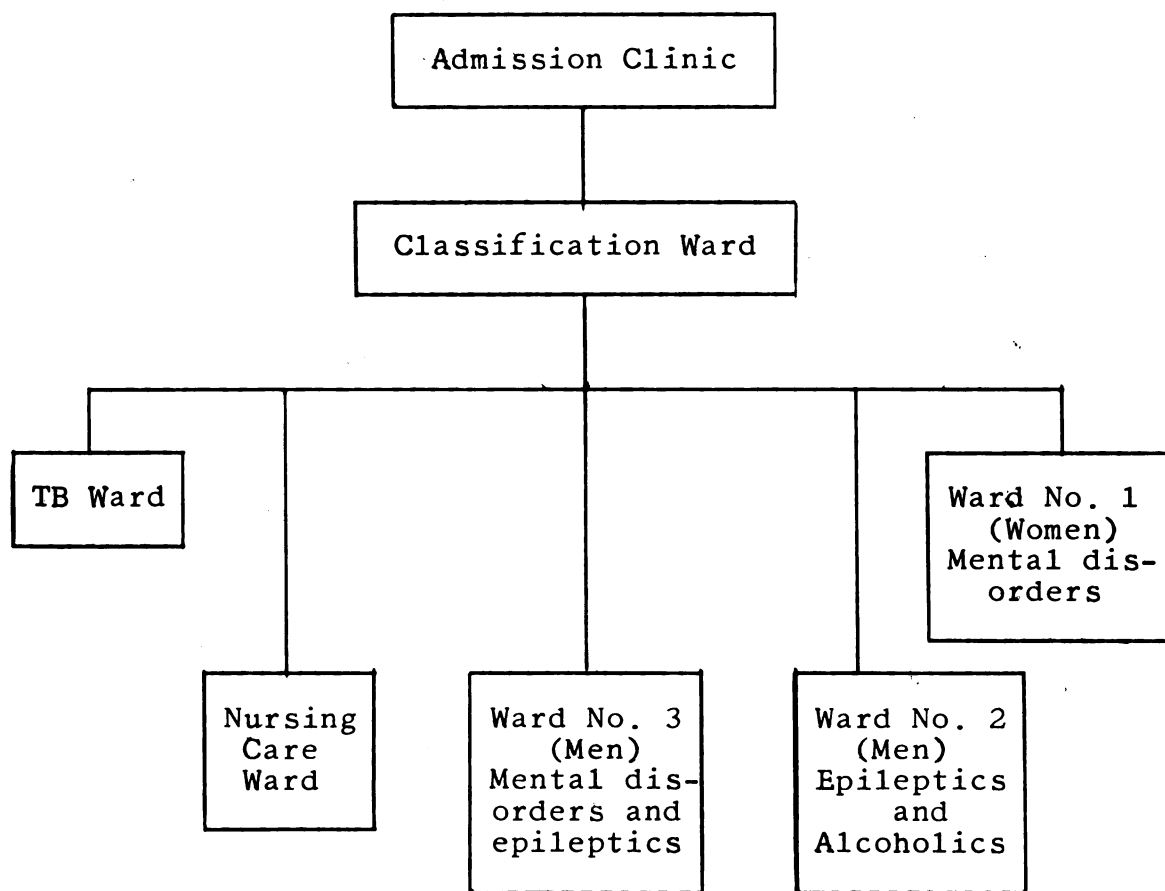 Admission Clinic
Classification Ward
TB Ward
Nursing
Care
Ward
Ward No. 3
(Men)
Mental dis-
orders and
epileptics
Ward No. 2
(Men)
Epileptics
and
Alcoholics
Ward No. 1
(Women)
Mental dis-
orders